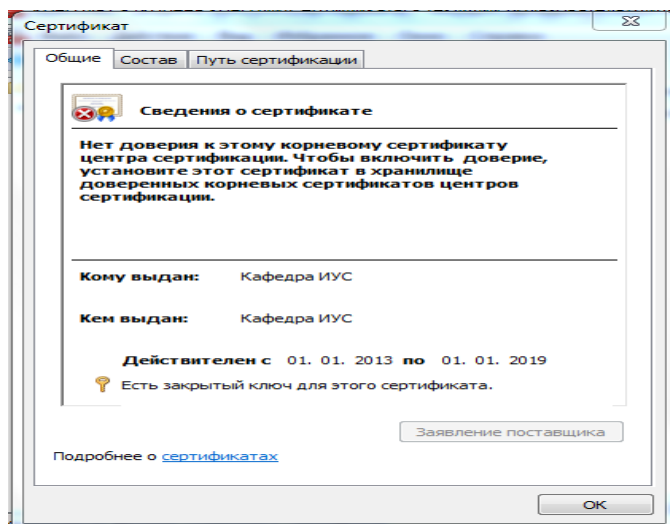 Сертификат
Общие Состав Путь сертификации
Сведения о сертификате
Нет доверия к этому корневому сертификату
центра сертификации. Чтобы включить доверие,
установите этот сертификат в хранилище
доверенных корневых сертификатов центров
сертификации.
Кому выдан: Кафедра ИУС
Кем выдан: Кафедра ИУС
Действителен с 01. 01. 2013 по 01. 01. 2019
Есть закрытый ключ для этого сертификата.
Заявление поставщика
Подробнее о сертификатах
ОК